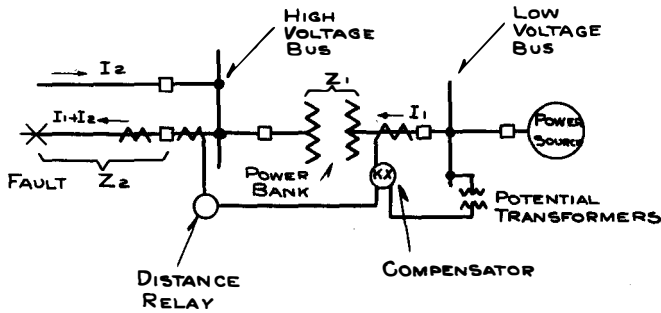 HIGH
VOLTAGE
BUS
LOW
VOLTAGE
BUS
I2
Z1
I1
I1+I2
POWER
SOURCE
Z2
FAULT
POWER
BANK
KX
POTENTIAL
TRANSFORMERS
DISTANCE
RELAY
COMPENSATOR